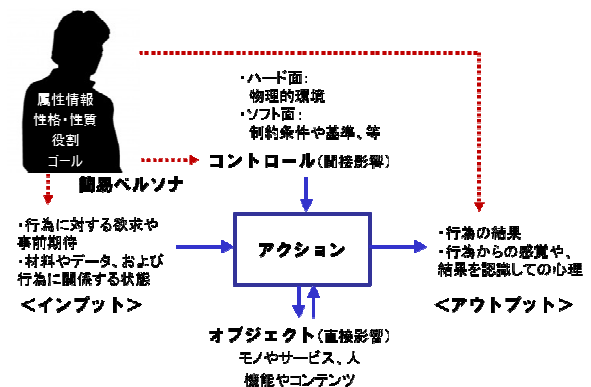 属性情報
性格・性質
役割
ゴール
簡易ペルソナ
・ハード面：
物理的環境
・ソフト面：
制約条件や基準、等
コントロール（間接影響）
・行為に対する欲求や
事前期待
・材料やデータ、および
行為に関係する状態
＜インプット＞
アクション
・行為の結果
・行為からの感覚や、
結果を認識しての心理
＜アウトプット＞
オブジェクト（直接影響）
モノやサービス、人
機能やコンテンツ